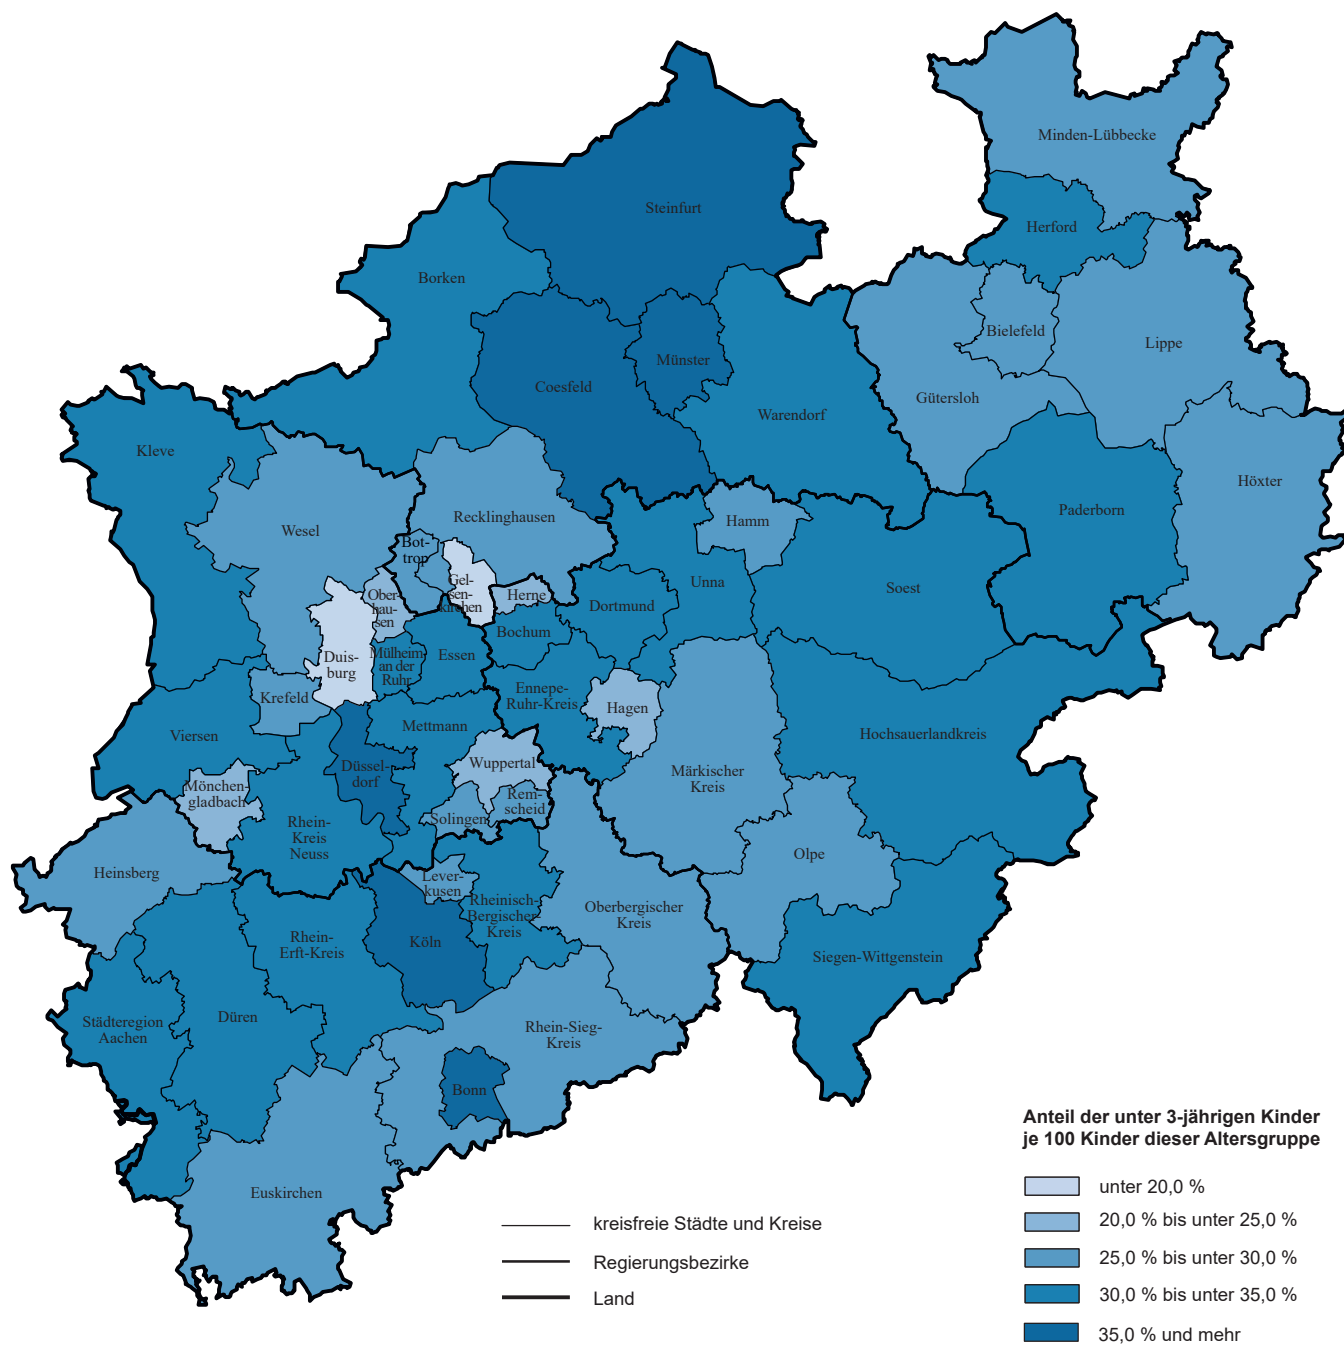 Minden-Lübbecke
Steinfurt
Herford
Borken
Bielefeld
Lippe
Münster
Coesfeld
Gütersloh
Warendorf
Kleve
Höxter
Paderborn
Recklinghausen
Hamm
Wesel
Bot-
trop
Gel-
sen-
kirchen
Unna
Soest
Ober-
hau-
sen
Herne
Dortmund
Bochum
Duis-
burg
Mülheim
an der
Ruhr
Essen
Krefeld
Ennepe-
Ruhr-Kreis
Hagen
Viersen
Mettmann
Hochsauerlandkreis
Düssel-
dorf
Wuppertal
Märkischer
Kreis
Mönchen-
gladbach
Rem-
scheid
Solingen
Rhein-
Kreis
Neuss
Olpe
Heinsberg
Lever-
kusen
Rheinisch-
Bergischer
Kreis
Oberbergischer
Kreis
Rhein-
Erft-Kreis
Köln
Siegen-Wittgenstein
Düren
Städteregion
Aachen
Rhein-Sieg-
Kreis
Bonn
Euskirchen
Anteil der unter 3-jährigen Kinder
je 100 Kinder dieser Altersgruppe
unter 20,0 %
20,0 % bis unter 25,0 %
25,0 % bis unter 30,0 %
30,0 % bis unter 35,0 %
35,0 % und mehr
kreisfreie Städte und Kreise
Regierungsbezirke
Land